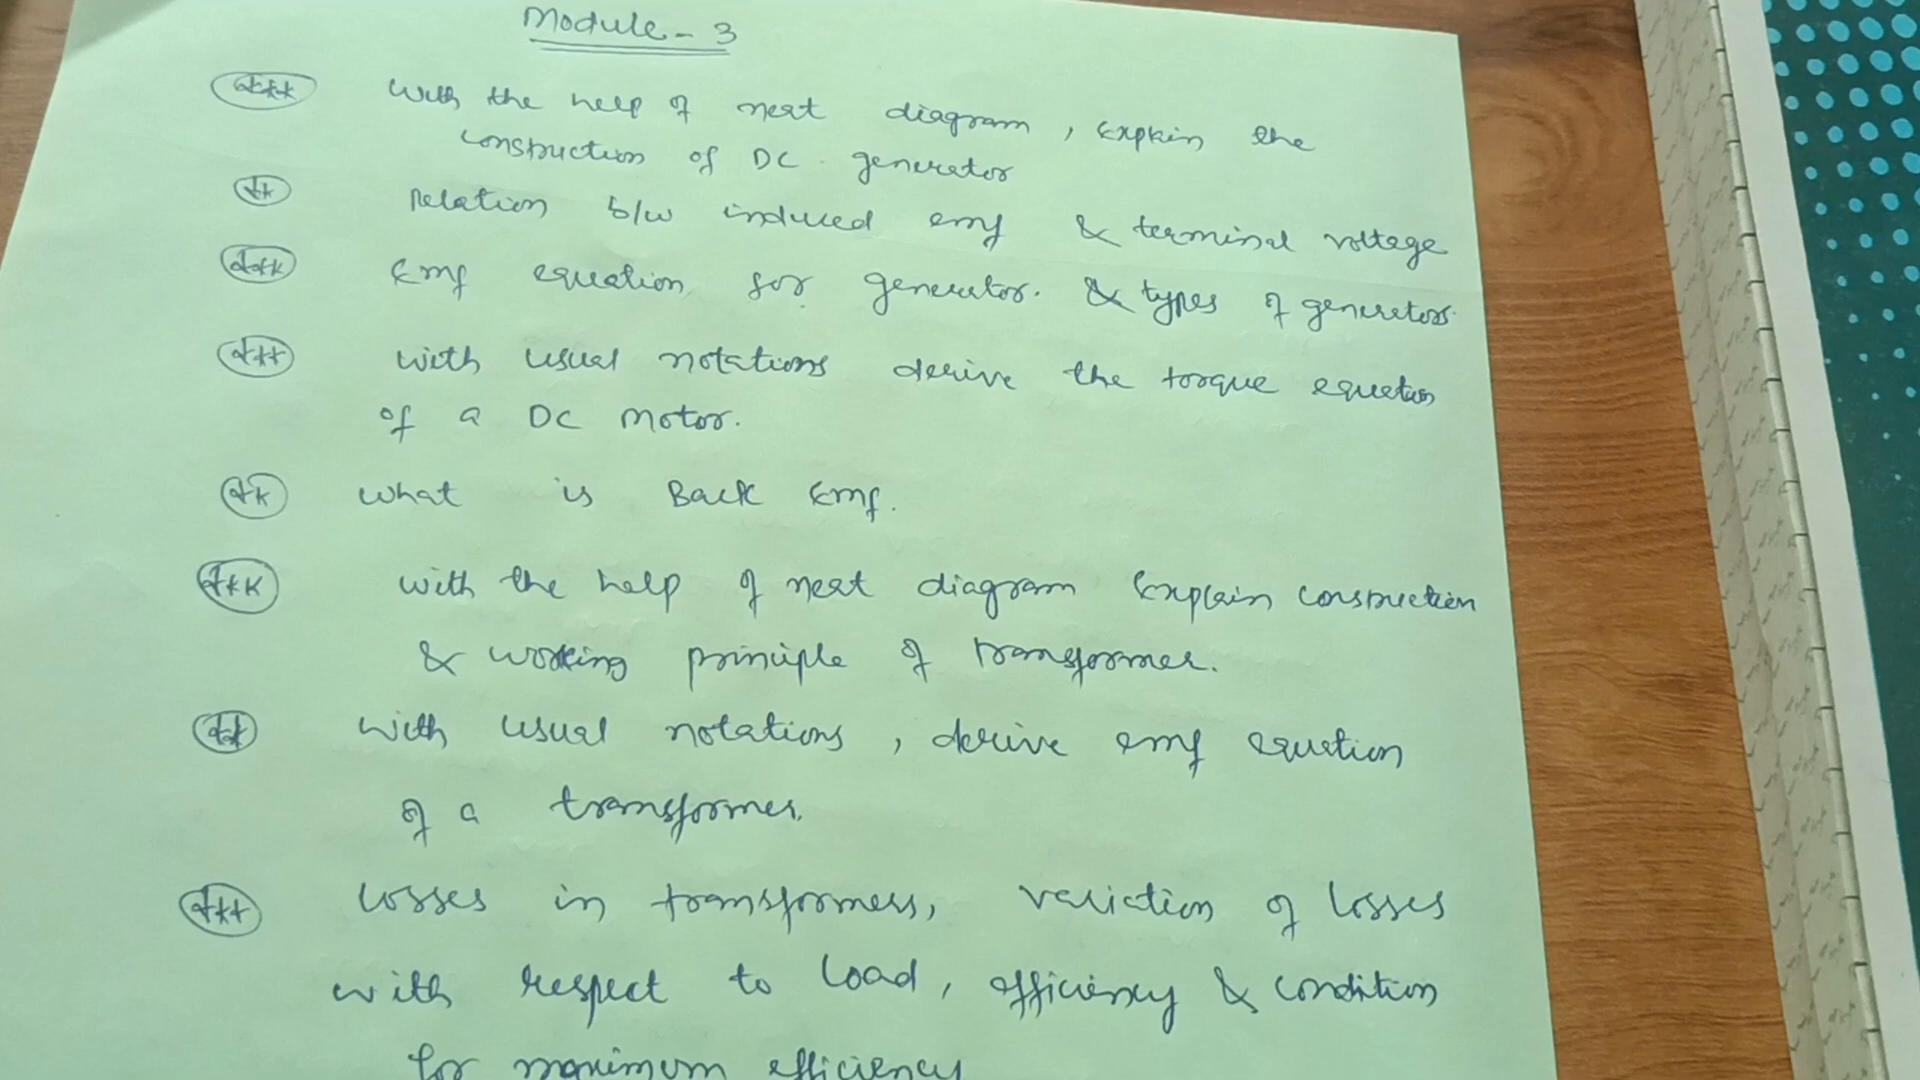 Module - 3
*** with the help of neat diagram, explain the
construction of DC generator
** Relation b/w induced emf & terminal voltage
*** Emf equation for generator. & types of generators.
*** with usual notations derive the torque equation
of a DC motor.
** what is Back Emf.
*** with the help of neat diagram Explain construction
& working principle of transformer.
** with usual notations, derive emf equation
of a transformer.
*** losses in transformers, variation of losses
with respect to load, efficiency & condition
for maximum efficiency